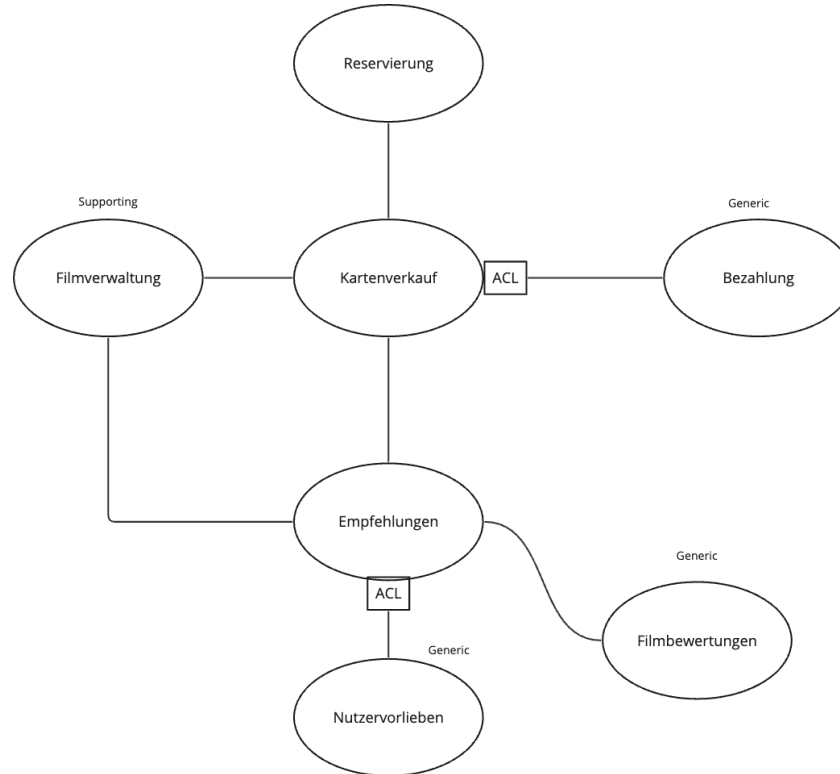 Reservierung
Supporting
Generic
Filmverwaltung
Kartenverkauf
ACL
Bezahlung
Empfehlungen
Generic
ACL
Filmbewertungen
Generic
Nutzervorlieben